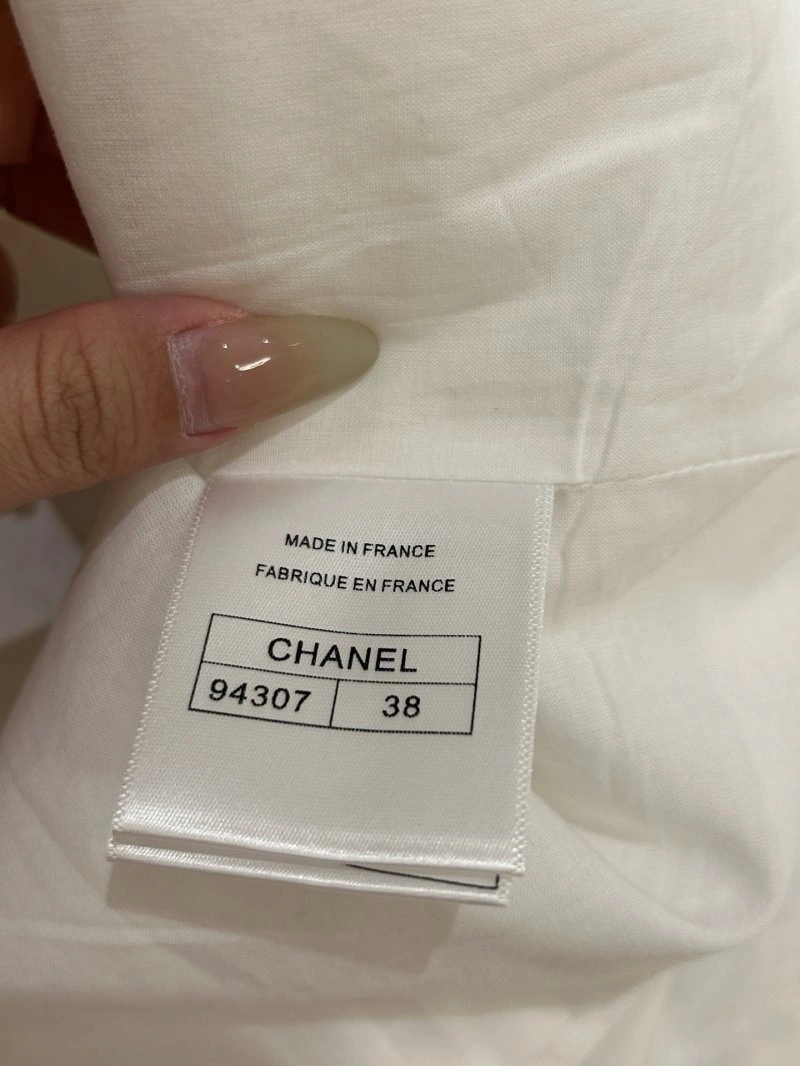 MADE IN FRANCE
FABRIQUE EN FRANCE
CHANEL
94307 38